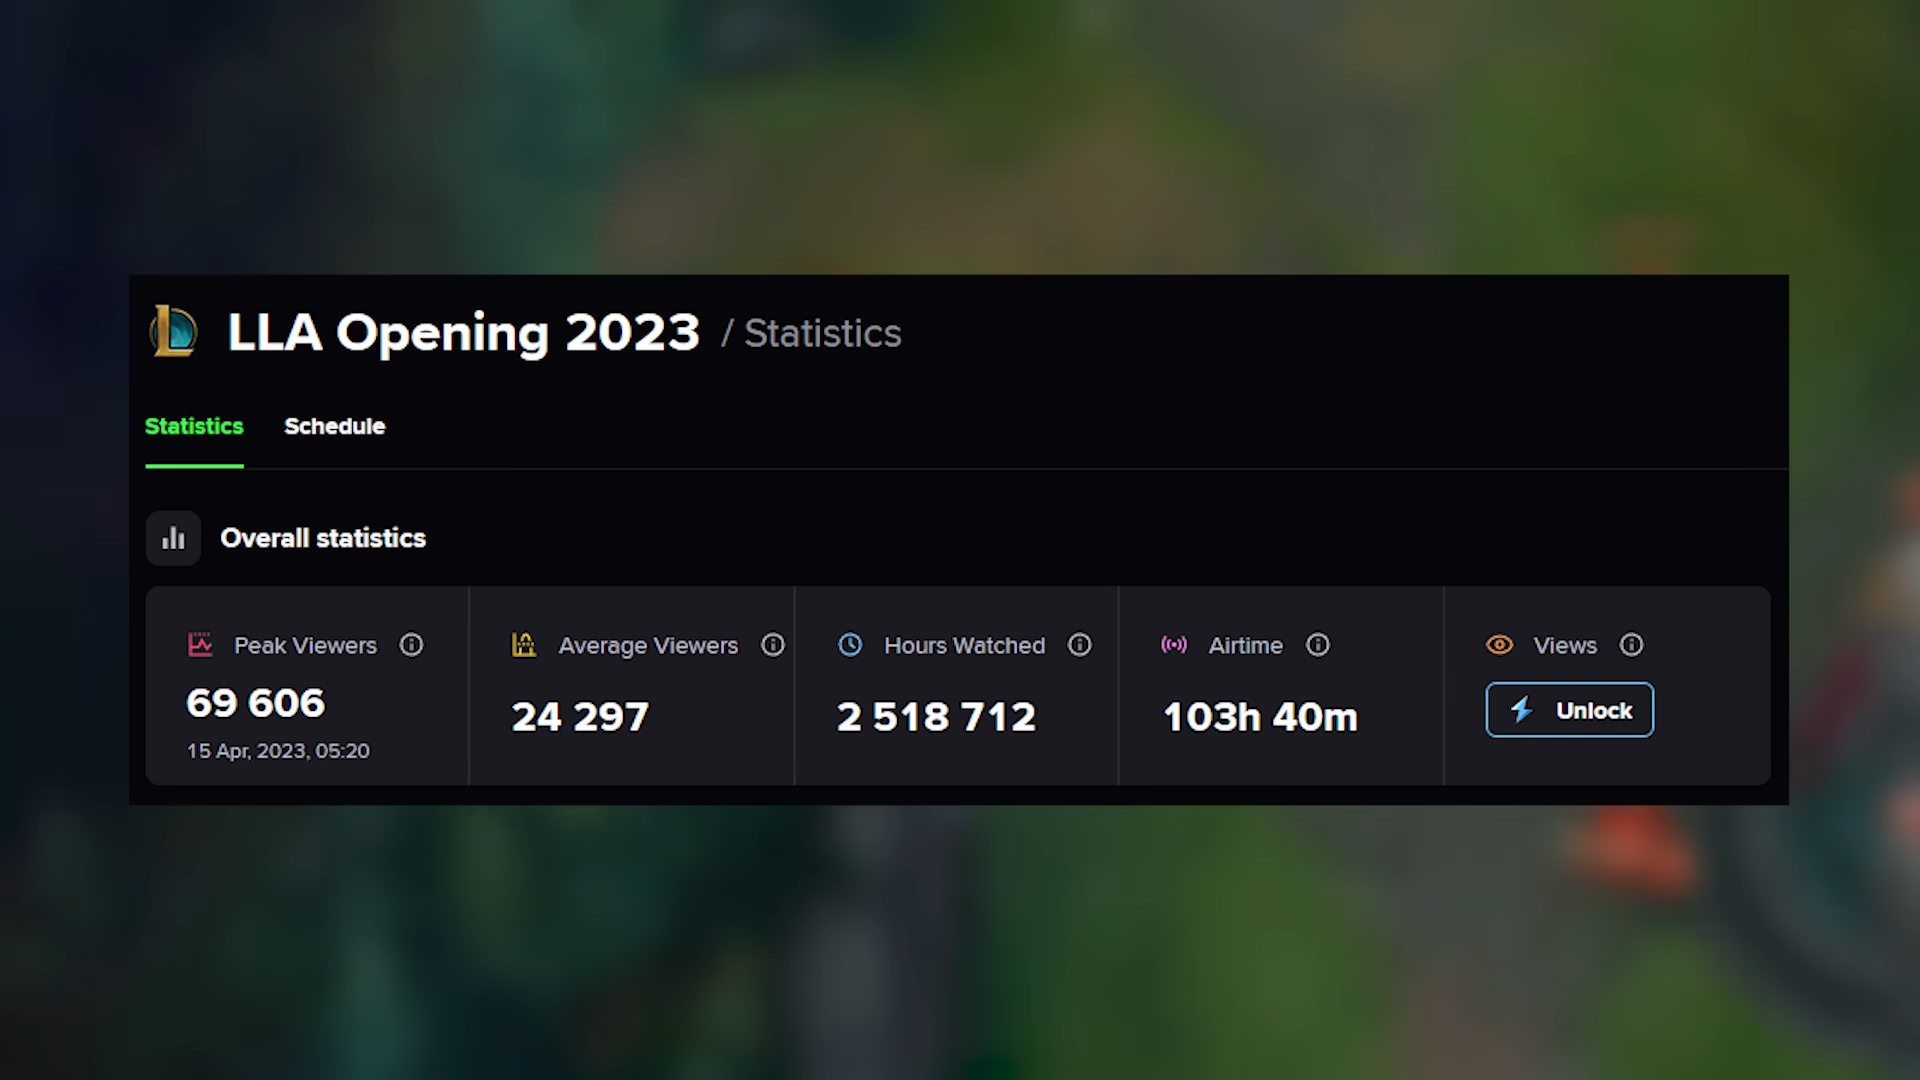 LLA Opening 2023 / Statistics
Statistics Schedule
Overall statistics
Peak Viewers Average Viewers Hours Watched Airtime Views
69 606 24 297 2 518 712 103h 40m Unlock
15 Apr, 2023, 05:20